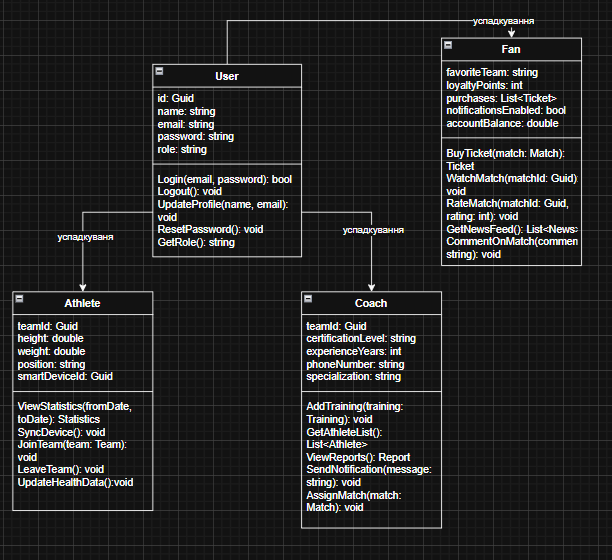 успадкування
Fan
favoriteTeam: string
loyaltyPoints: int
purchases: List<Ticket>
notificationsEnabled: bool
accountBalance: double
BuyTicket(match: Match):
Ticket
WatchMatch(matchId: Guid):
void
RateMatch(matchId: Guid,
rating: int): void
GetNewsFeed(): List<News>
CommentOnMatch(commen
string): void
User
id: Guid
name: string
email: string
password: string
role: string
Login(email, password): bool
Logout(): void
UpdateProfile(name, email):
void
ResetPassword(): void
GetRole(): string
успадкуваня
успадкування
Athlete
teamId: Guid
height: double
weight: double
position: string
smartDeviceId: Guid
ViewStatistics(fromDate,
toDate): Statistics
SyncDevice(): void
JoinTeam(team: Team):
void
LeaveTeam(): void
UpdateHealthData():void
Coach
teamId: Guid
certificationLevel: string
experienceYears: int
phoneNumber: string
specialization: string
AddTraining(training:
Training): void
GetAthleteList():
List<Athlete>
ViewReports(): Report
SendNotification(message:
string): void
AssignMatch(match:
Match): void